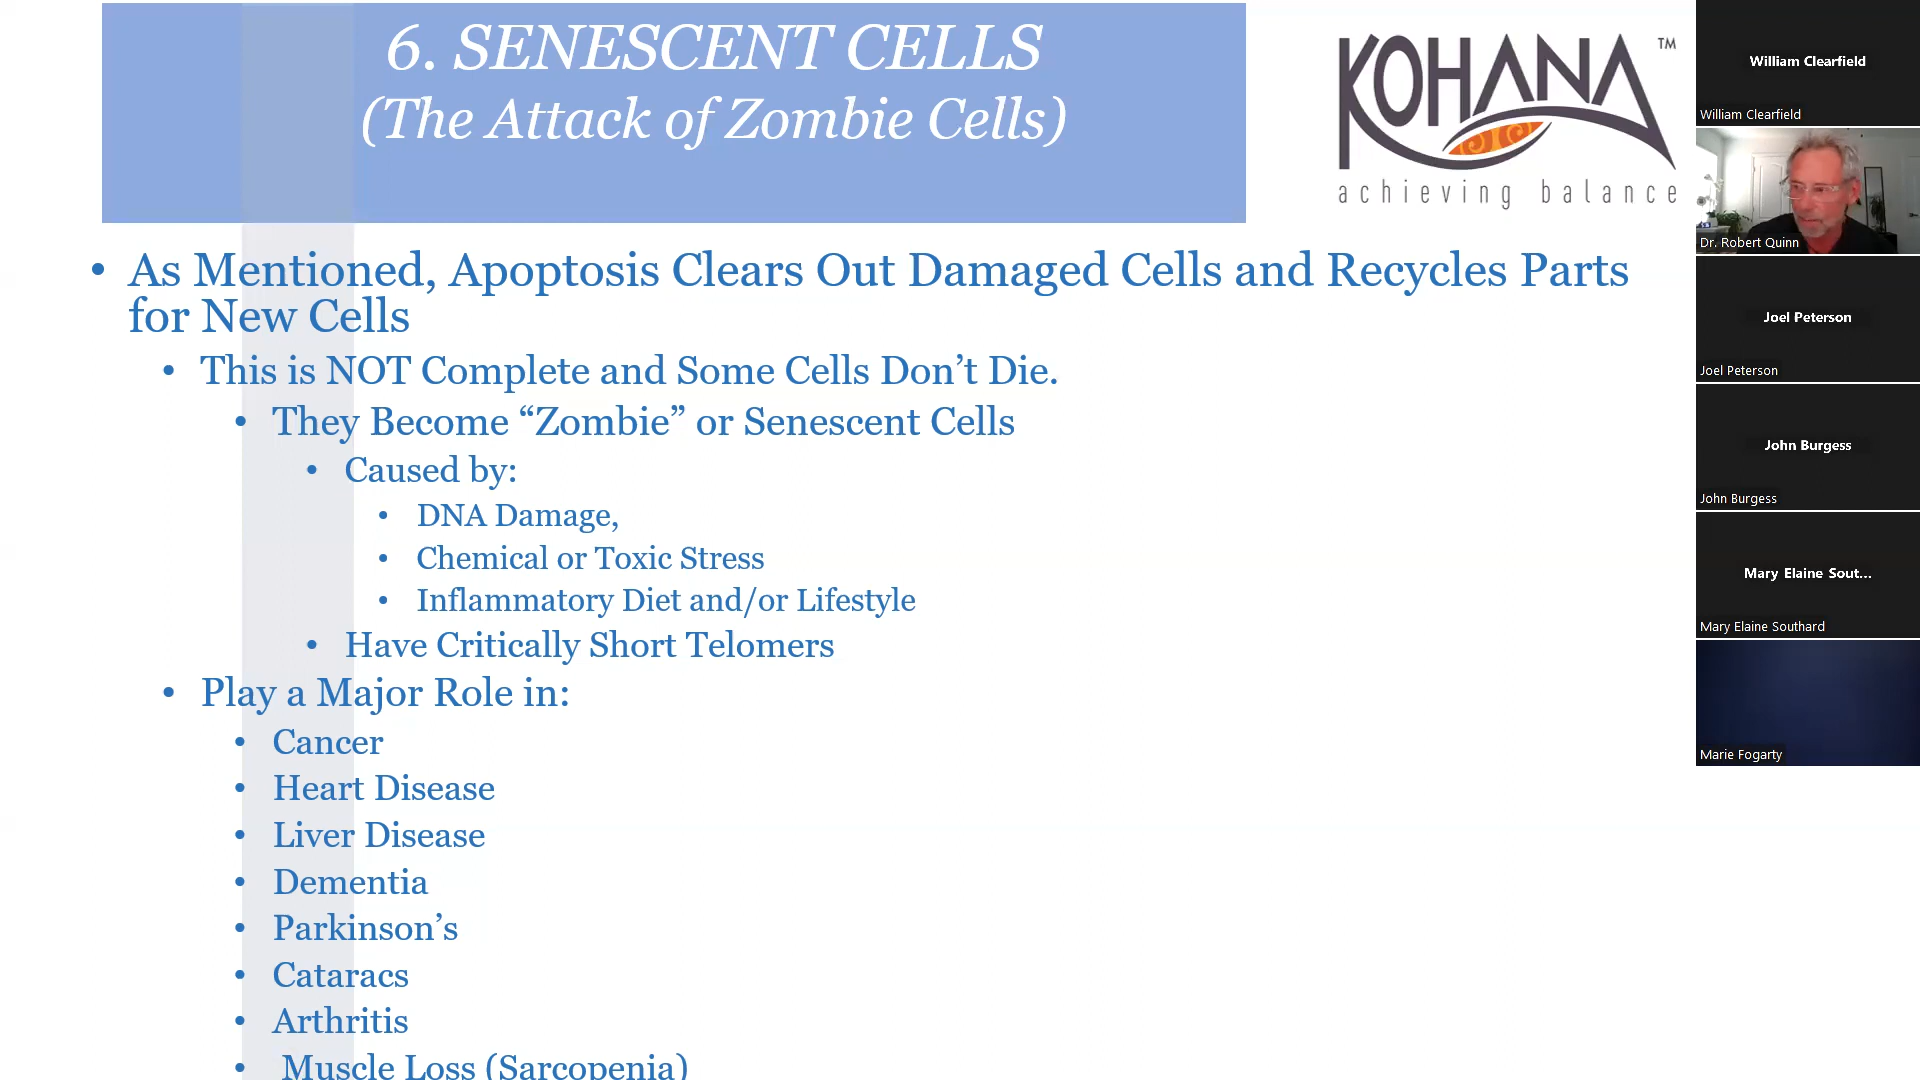 6. SENESCENT CELLS
(The Attack of Zombie Cells)
KOHANA ™
achieving balance
• As Mentioned, Apoptosis Clears Out Damaged Cells and Recycles Parts
for New Cells
• This is NOT Complete and Some Cells Don’t Die.
• They Become “Zombie” or Senescent Cells
• Caused by:
• DNA Damage,
• Chemical or Toxic Stress
• Inflammatory Diet and/or Lifestyle
• Have Critically Short Telomers
• Play a Major Role in:
• Cancer
• Heart Disease
• Liver Disease
• Dementia
• Parkinson’s
• Cataracs
• Arthritis
• Muscle Loss (Sarcopenia)
William Clearfield
William Clearfield
Dr. Robert Quinn
Joel Peterson
Joel Peterson
John Burgess
John Burgess
Mary Elaine Sout...
Mary Elaine Southard
Marie Fogarty